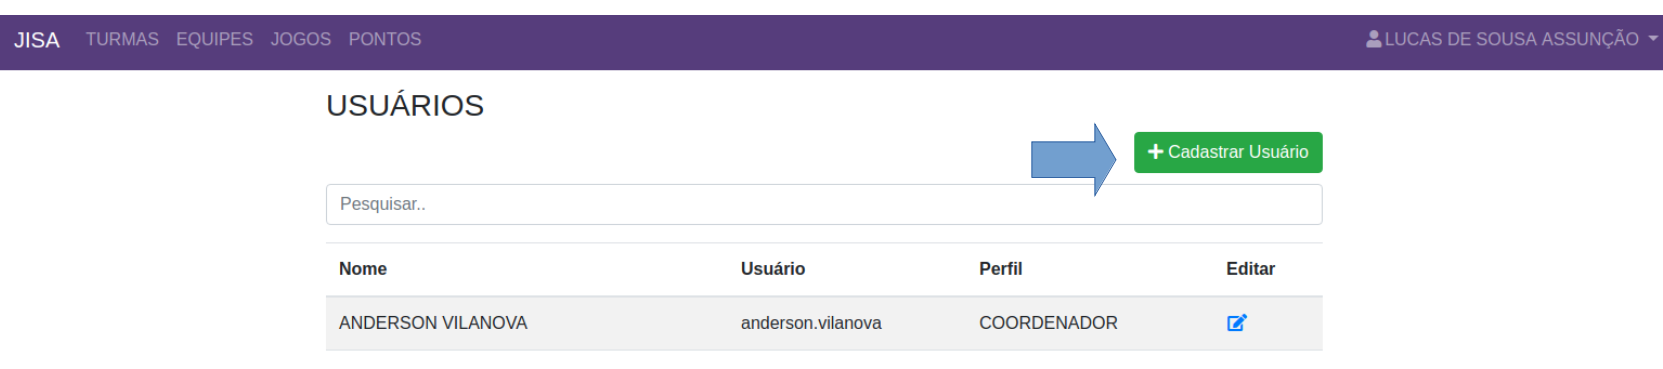 JISA TURMAS EQUIPES JOGOS PONTOS LUCAS DE SOUSA ASSUNÇÃO
USUÁRIOS
+ Cadastrar Usuário
Pesquisar..
Nome Usuário Perfil Editar
ANDERSON VILANOVA anderson.vilanova COORDENADOR